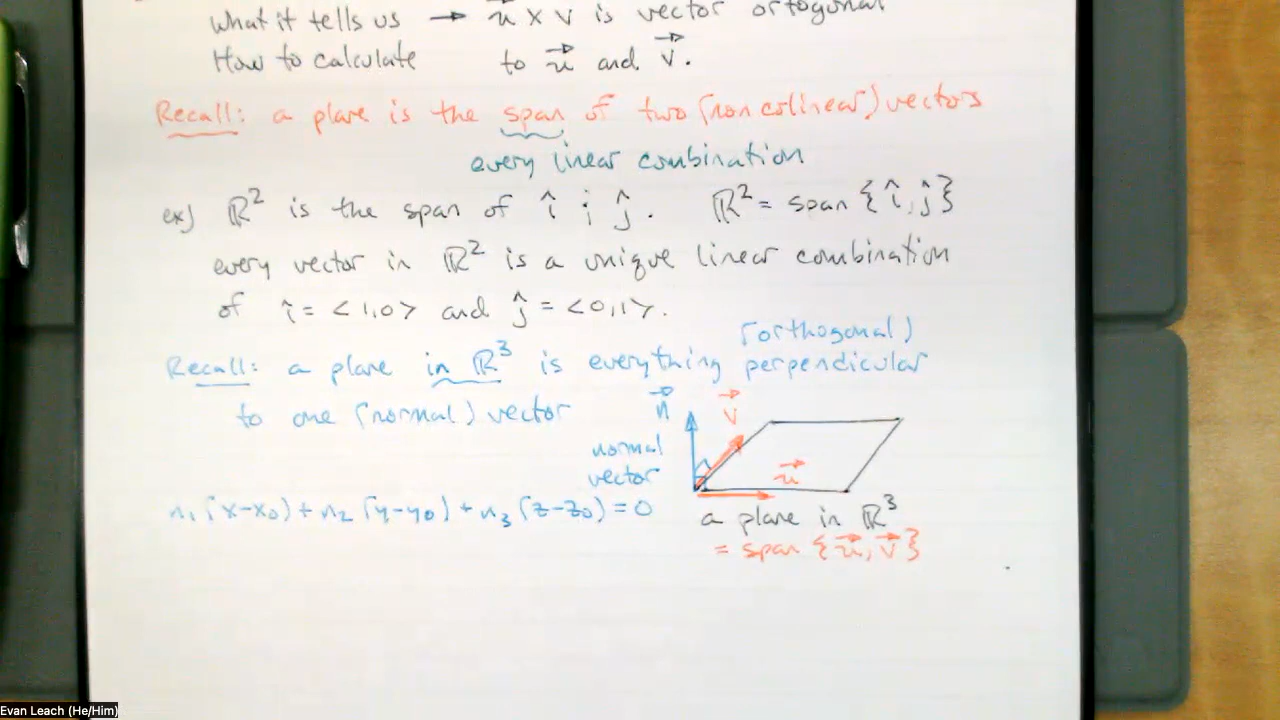 What it tells us → u⃗ x v is vector ortogonal
How to calculate to u⃗ and v⃗.
Recall: a plane is the span of two (noncolinear) vectors
every linear combination
ex) ℝ² is the span of î ; ĵ. ℝ² = span {î, ĵ}
every vector in ℝ² is a unique linear combination
of î = <1,0> and ĵ = <0,1>.
(orthogonal)
Recall: a plane in ℝ³ is everything perpendicular
to one (normal) vector
n⃗ v⃗
normal
vector
u⃗
n₁(x-x₀) + n₂(y-y₀) + n₃(z-z₀) = 0
a plane in ℝ³
= span {u⃗, v⃗}
Evan Leach (He/Him)